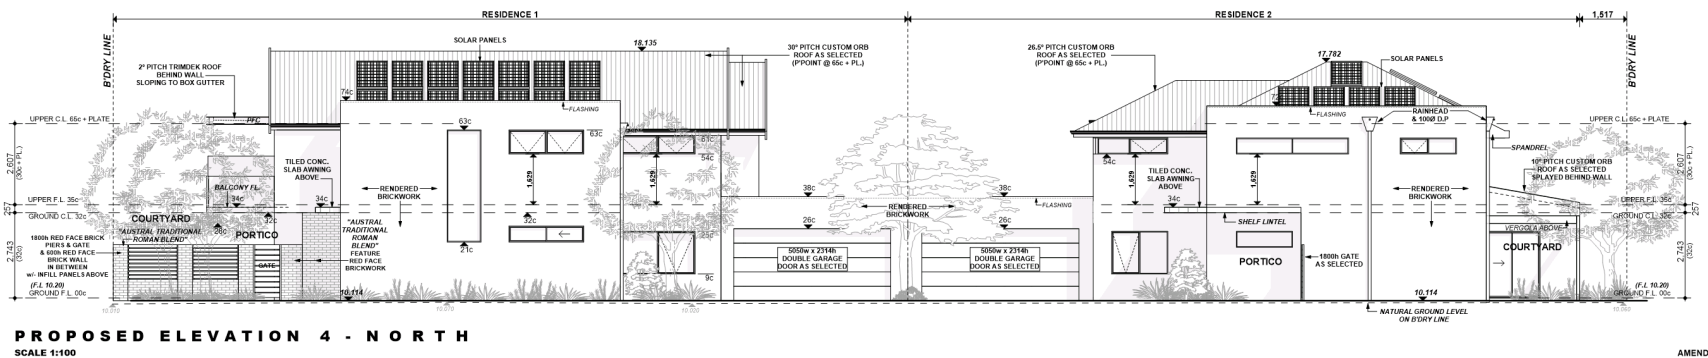 RESIDENCE 1
RESIDENCE 2
1,517
B'DRY LINE
SOLAR PANELS
18.135
30° PITCH CUSTOM ORB
ROOF AS SELECTED
(P'POINT @ 65c + PL.)
26.5° PITCH CUSTOM ORB
ROOF AS SELECTED
(P'POINT @ 65c + PL.)
17.782
SOLAR PANELS
B'DRY LINE
2° PITCH TRIMDEK ROOF
BEHIND WALL
SLOPING TO BOX GUTTER
74c
FLASHING
FLASHING
RAINHEAD
& 100Ø D.P
UPPER C.L. 65c + PLATE
PFC
63c
63c
UPPER C.L. 65c + PLATE
SPANDREL
54c
54c
2,607
(30c + PL.)
TILED CONC.
SLAB AWNING
ABOVE
BALCONY FL.
RENDERED
BRICKWORK
1,629
1,629
1,629
1,629
TILED CONC.
SLAB AWNING
ABOVE
RENDERED
BRICKWORK
10° PITCH CUSTOM ORB
ROOF AS SELECTED
SPLAYED BEHIND WALL
2,607
(30c + PL.)
UPPER F.L. 35c
34c
34c
38c
FLASHING
38c
RENDERED
BRICKWORK
34c
UPPER F.L. 35c
257
GROUND C.L. 32c
COURTYARD
32c
32c
SHELF LINTEL
GROUND C.L. 32c
257
"AUSTRAL TRADITIONAL
ROMAN BLEND"
PORTICO
"AUSTRAL
TRADITIONAL
ROMAN
BLEND"
FEATURE
RED FACE
BRICKWORK
26c
26c
VERGOLA ABOVE
COURTYARD
2,743
(32c)
1800h RED FACE BRICK
PIERS & GATE
& 600h RED FACE
BRICK WALL
IN BETWEEN
w/- INFILL PANELS ABOVE
GATE
21c
9c
5050w x 2314h
DOUBLE GARAGE
DOOR AS SELECTED
5050w x 2314h
DOUBLE GARAGE
DOOR AS SELECTED
PORTICO
1800h GATE
AS SELECTED
2,743
(32c)
(F.L 10.20)
GROUND F.L. 00c
10.114
10.114
(F.L 10.20)
GROUND F.L. 00c
10.010
10.070
10.020
NATURAL GROUND LEVEL
ON B'DRY LINE
10.060
PROPOSED ELEVATION 4 - NORTH
SCALE 1:100
AMEND